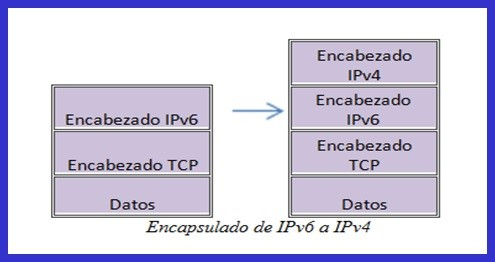 Encabezado IPv6
Encabezado TCP
Datos
Encabezado
IPv4
Encabezado
IPv6
Encabezado
TCP
Datos
Encapsulado de IPv6 a IPv4